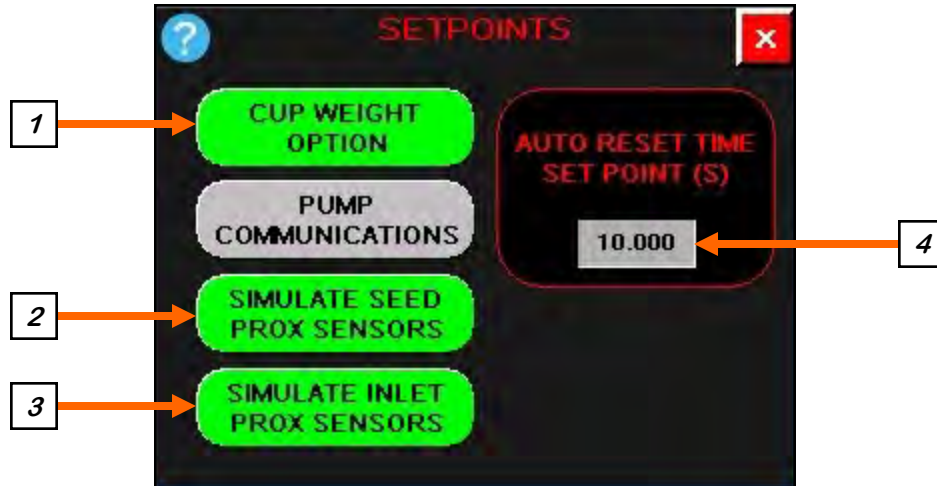 ?
SETPOINTS
X
1
CUP WEIGHT
OPTION
PUMP
COMMUNICATIONS
2
SIMULATE SEED
PROX SENSORS
3
SIMULATE INLET
PROX SENSORS
AUTO RESET TIME
SET POINT (S)
10.000
4